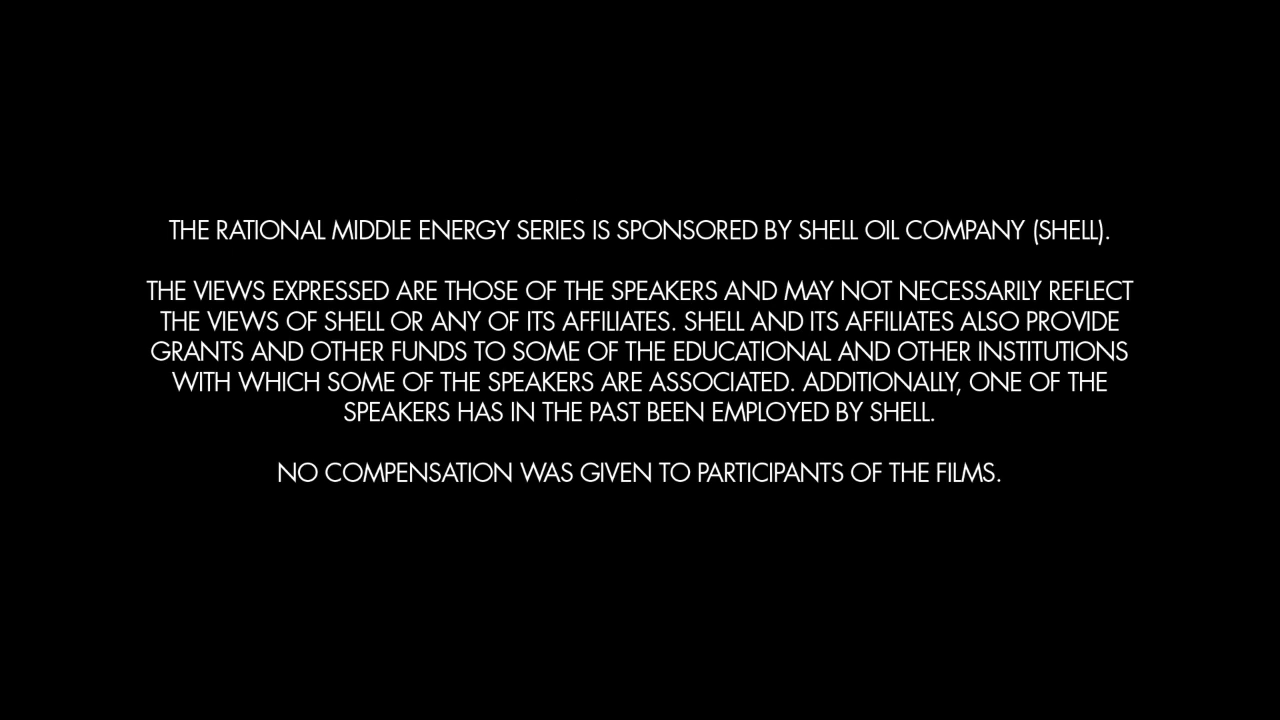 THE RATIONAL MIDDLE ENERGY SERIES IS SPONSORED BY SHELL OIL COMPANY (SHELL).
THE VIEWS EXPRESSED ARE THOSE OF THE SPEAKERS AND MAY NOT NECESSARILY REFLECT
THE VIEWS OF SHELL OR ANY OF ITS AFFILIATES. SHELL AND ITS AFFILIATES ALSO PROVIDE
GRANTS AND OTHER FUNDS TO SOME OF THE EDUCATIONAL AND OTHER INSTITUTIONS
WITH WHICH SOME OF THE SPEAKERS ARE ASSOCIATED. ADDITIONALLY, ONE OF THE
SPEAKERS HAS IN THE PAST BEEN EMPLOYED BY SHELL.
NO COMPENSATION WAS GIVEN TO PARTICIPANTS OF THE FILMS.